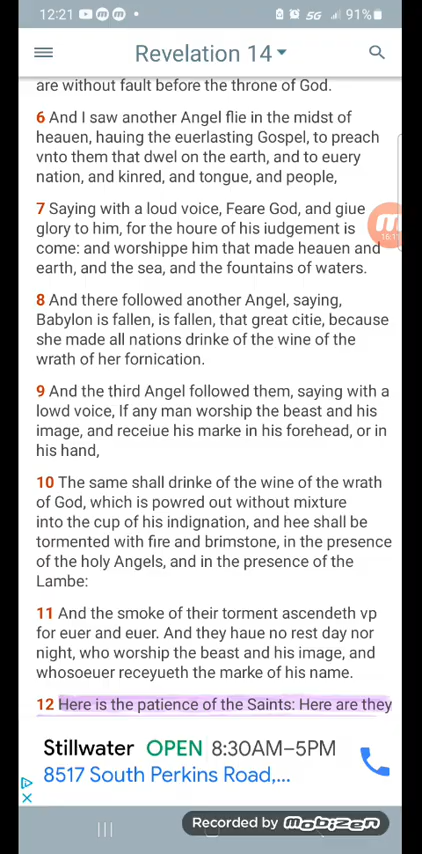 12:21
5G
91%
Revelation 14
are without fault before the throne of God.
6 And I saw another Angel flie in the midst of
heauen, hauing the euerlasting Gospel, to preach
vnto them that dwel on the earth, and to euery
nation, and kinred, and tongue, and people,
7 Saying with a loud voice, Feare God, and giue
glory to him, for the houre of his iudgement is
come: and worshippe him that made heauen and
earth, and the sea, and the fountains of waters.
8 And there followed another Angel, saying,
Babylon is fallen, is fallen, that great citie, because
she made all nations drinke of the wine of the
wrath of her fornication.
9 And the third Angel followed them, saying with a
lowd voice, If any man worship the beast and his
image, and receiue his marke in his forehead, or in
his hand,
10 The same shall drinke of the wine of the wrath
of God, which is powred out without mixture
into the cup of his indignation, and hee shall be
tormented with fire and brimstone, in the presence
of the holy Angels, and in the presence of the
Lambe:
11 And the smoke of their torment ascendeth vp
for euer and euer. And they haue no rest day nor
night, who worship the beast and his image, and
whosoeuer receyueth the marke of his name.
12 Here is the patience of the Saints: Here are they
Stillwater OPEN 8:30AM–5PM
8517 South Perkins Road,...
Recorded by mobizen